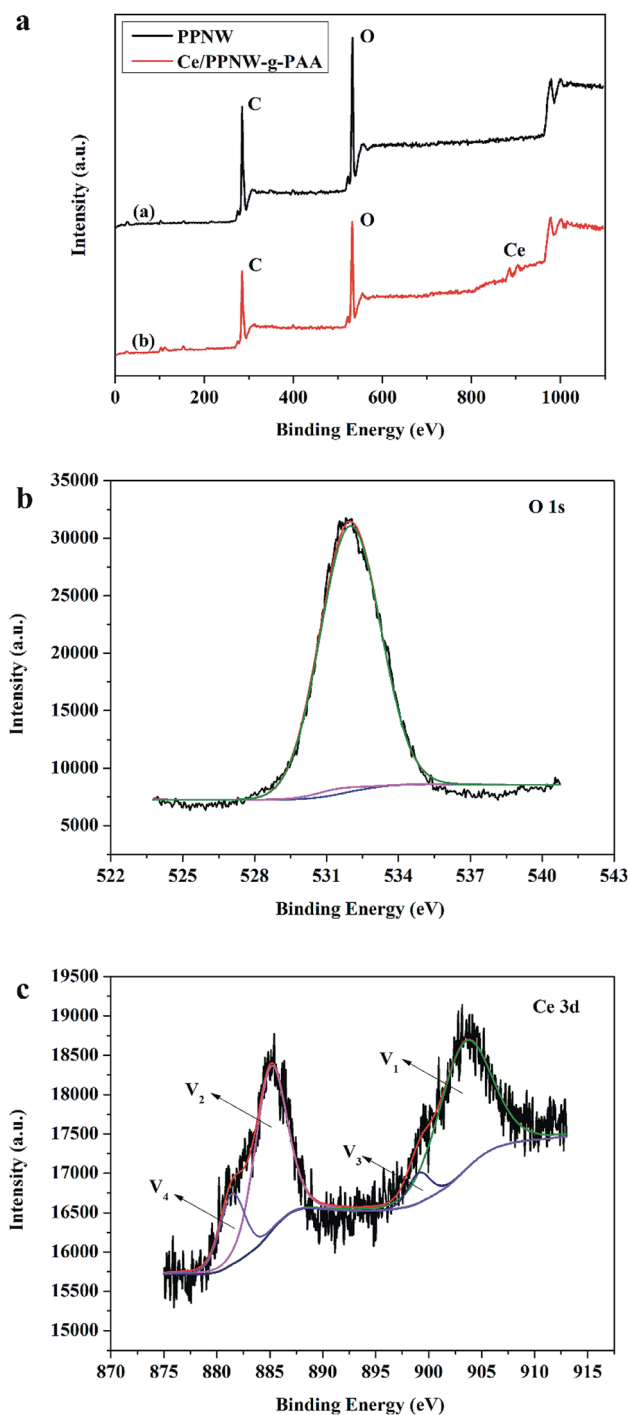 a
PPNW
Ce/PPNW-g-PAA
C
O
(a)
C
O
Ce
(b)
Intensity (a.u.)
0 200 400 600 800 1000
Binding Energy (eV)
b
O 1s
35000
30000
25000
20000
15000
10000
5000
Intensity (a.u.)
522 525 528 531 534 537 540 543
Binding Energy (eV)
c
Ce 3d
19500
19000
18500
18000
17500
17000
16500
16000
15500
15000
Intensity (a.u.)
V1
V2
V3
V4
870 875 880 885 890 895 900 905 910 915
Binding Energy (eV)